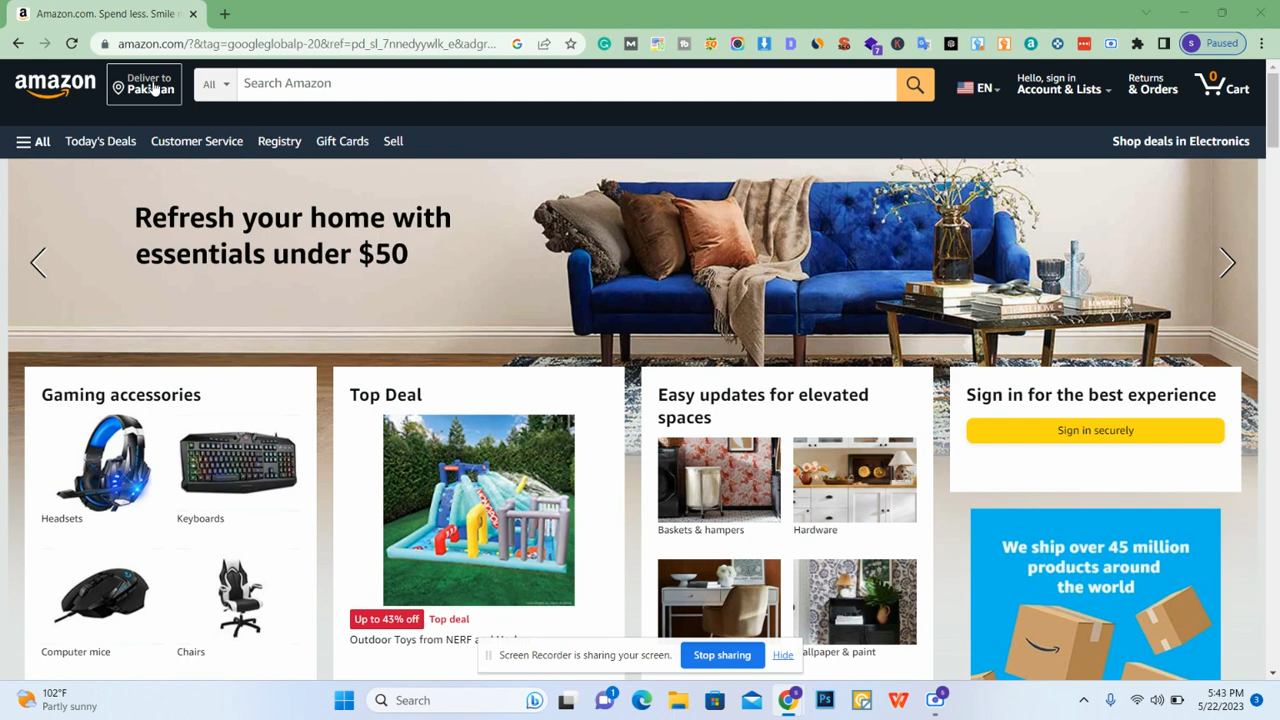 Amazon.com. Spend less. Smile m
amazon.com/?&tag=googleglobalp-20&ref=pd_sl_7nnedyywlk_e&adgr...
Paused
amazon
Deliver to
All
Search Amazon
EN
Hello, sign in
Account & Lists
Returns
& Orders
0
Cart
All
Today's Deals
Customer Service
Registry
Gift Cards
Sell
Shop deals in Electronics
Refresh your home with
essentials under $50
Gaming accessories
Headsets
Keyboards
Computer mice
Chairs
Top Deal
Up to 43% off
Top deal
Outdoor Toys from NERF
Easy updates for elevated
spaces
Baskets & hampers
Hardware
& paint
Sign in for the best experience
Sign in securely
We ship over 45 million
products around
the world
Screen Recorder is sharing your screen.
Stop sharing
Hide
102°F
Partly sunny
Search
5:43 PM
5/22/2023